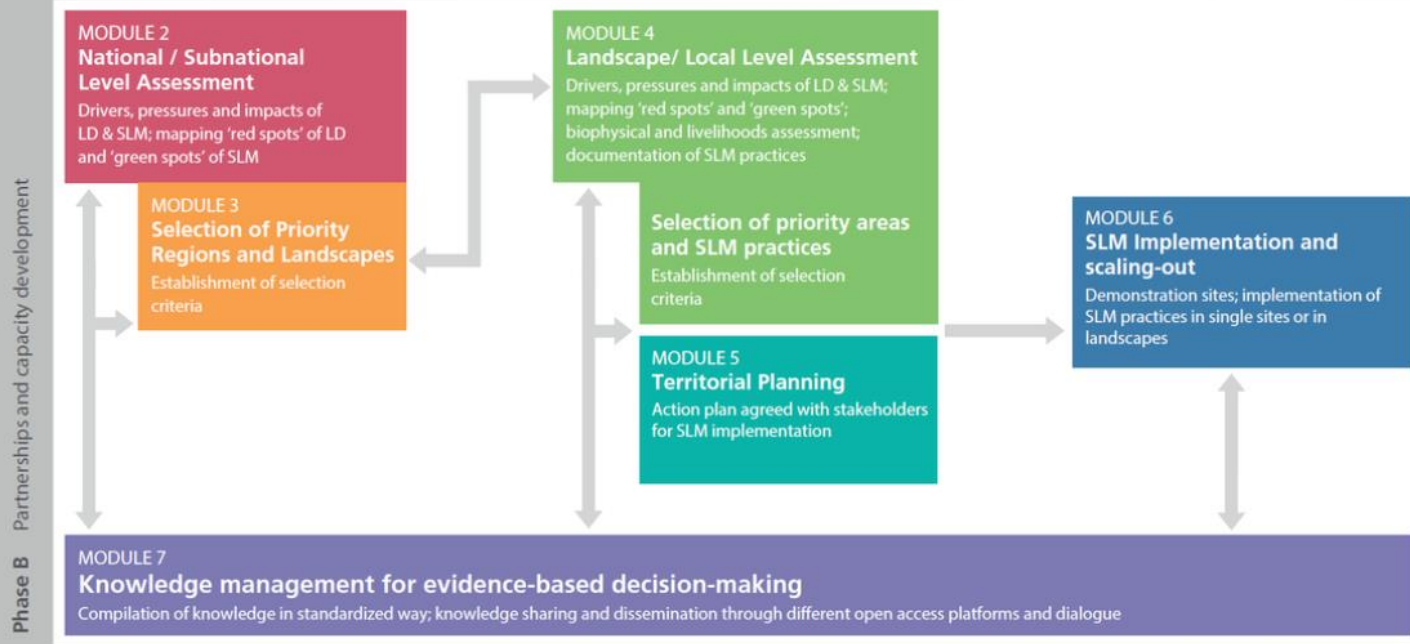 MODULE 2
National / Subnational
Level Assessment
Drivers, pressures and impacts of
LD & SLM; mapping ‘red spots’ of LD
and ‘green spots’ of SLM
MODULE 3
Selection of Priority
Regions and Landscapes
Establishment of selection
criteria
MODULE 4
Landscape/ Local Level Assessment
Drivers, pressures and impacts of LD & SLM;
mapping ‘red spots’ and ‘green spots’;
biophysical and livelihoods assessment;
documentation of SLM practices
Selection of priority areas
and SLM practices
Establishment of selection
criteria
MODULE 5
Territorial Planning
Action plan agreed with stakeholders
for SLM implementation
MODULE 6
SLM Implementation and
scaling-out
Demonstration sites; implementation of
SLM practices in single sites or in
landscapes
MODULE 7
Knowledge management for evidence-based decision-making
Compilation of knowledge in standardized way; knowledge sharing and dissemination through different open access platforms and dialogue
Phase B Partnerships and capacity development